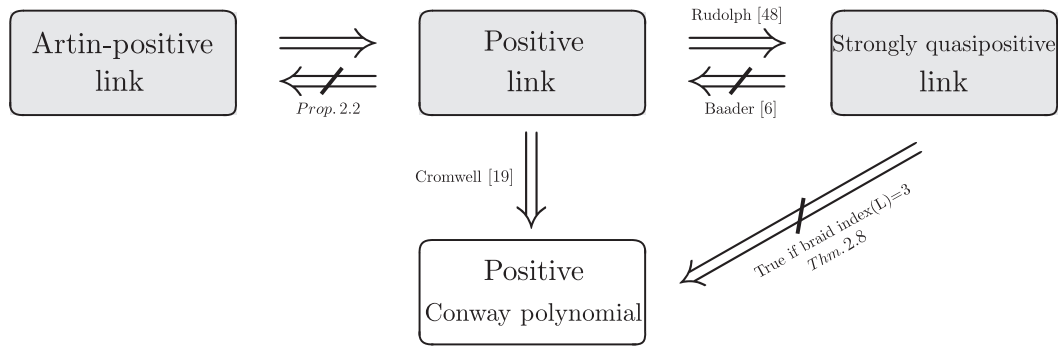 Artin-positive
link
Prop. 2.2
Positive
link
Rudolph [48]
Baader [6]
Strongly quasipositive
link
Cromwell [19]
True if braid index(L)=3
Thm. 2.8
Positive
Conway polynomial